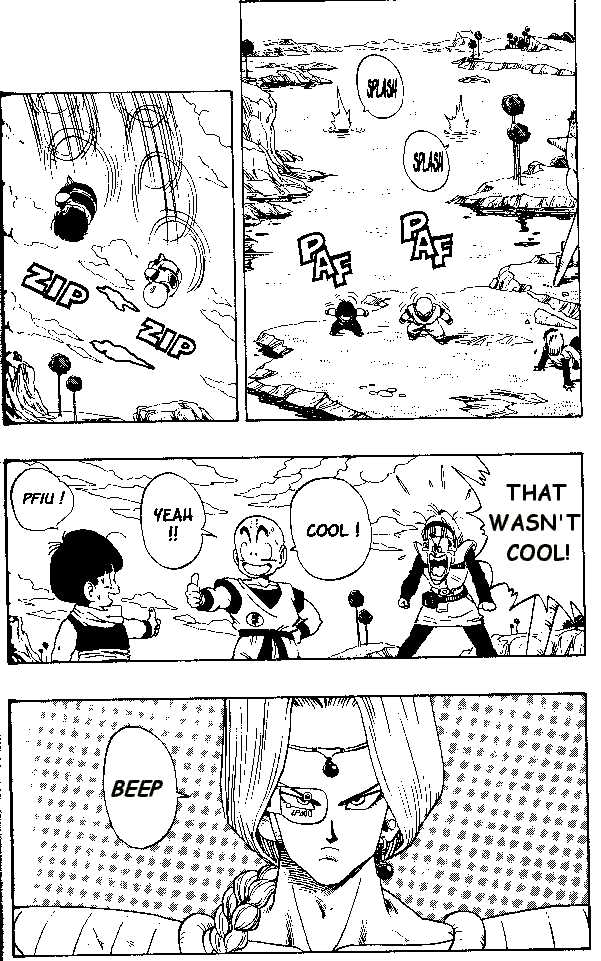 ZIP
ZIP
SPLASH
SPLASH
PAF
PAF
PFIU !
YEAH
!!
COOL !
THAT
WASN'T
COOL!
BEEP